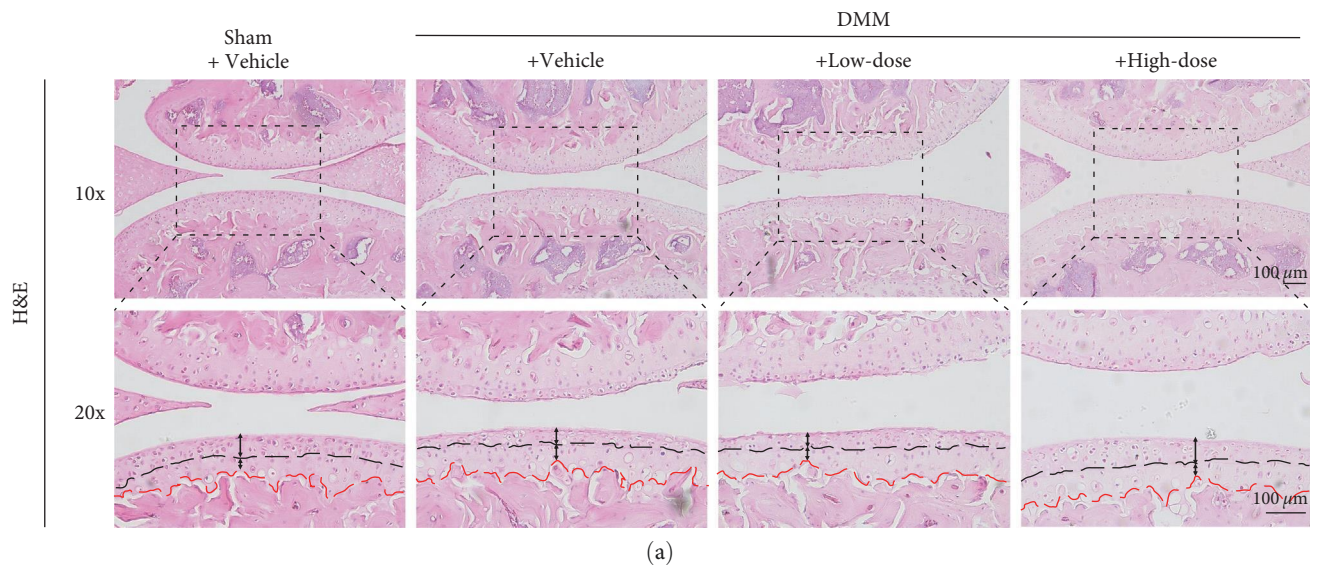 DMM
Sham
+ Vehicle
+Vehicle
+Low-dose
+High-dose
H&E
10x
100 µm
20x
100 µm
(a)